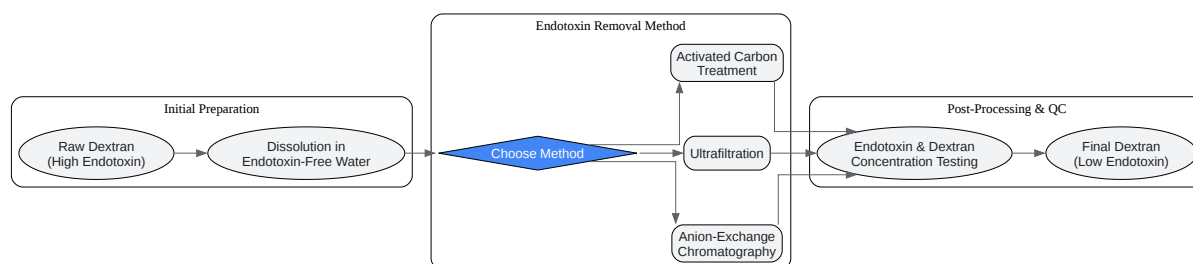 Initial Preparation
Raw Dextran
(High Endotoxin)
Dissolution in
Endotoxin-Free Water
Endotoxin Removal Method
Choose Method
Activated Carbon
Treatment
Ultrafiltration
Anion-Exchange
Chromatography
Post-Processing & QC
Endotoxin & Dextran
Concentration Testing
Final Dextran
(Low Endotoxin)